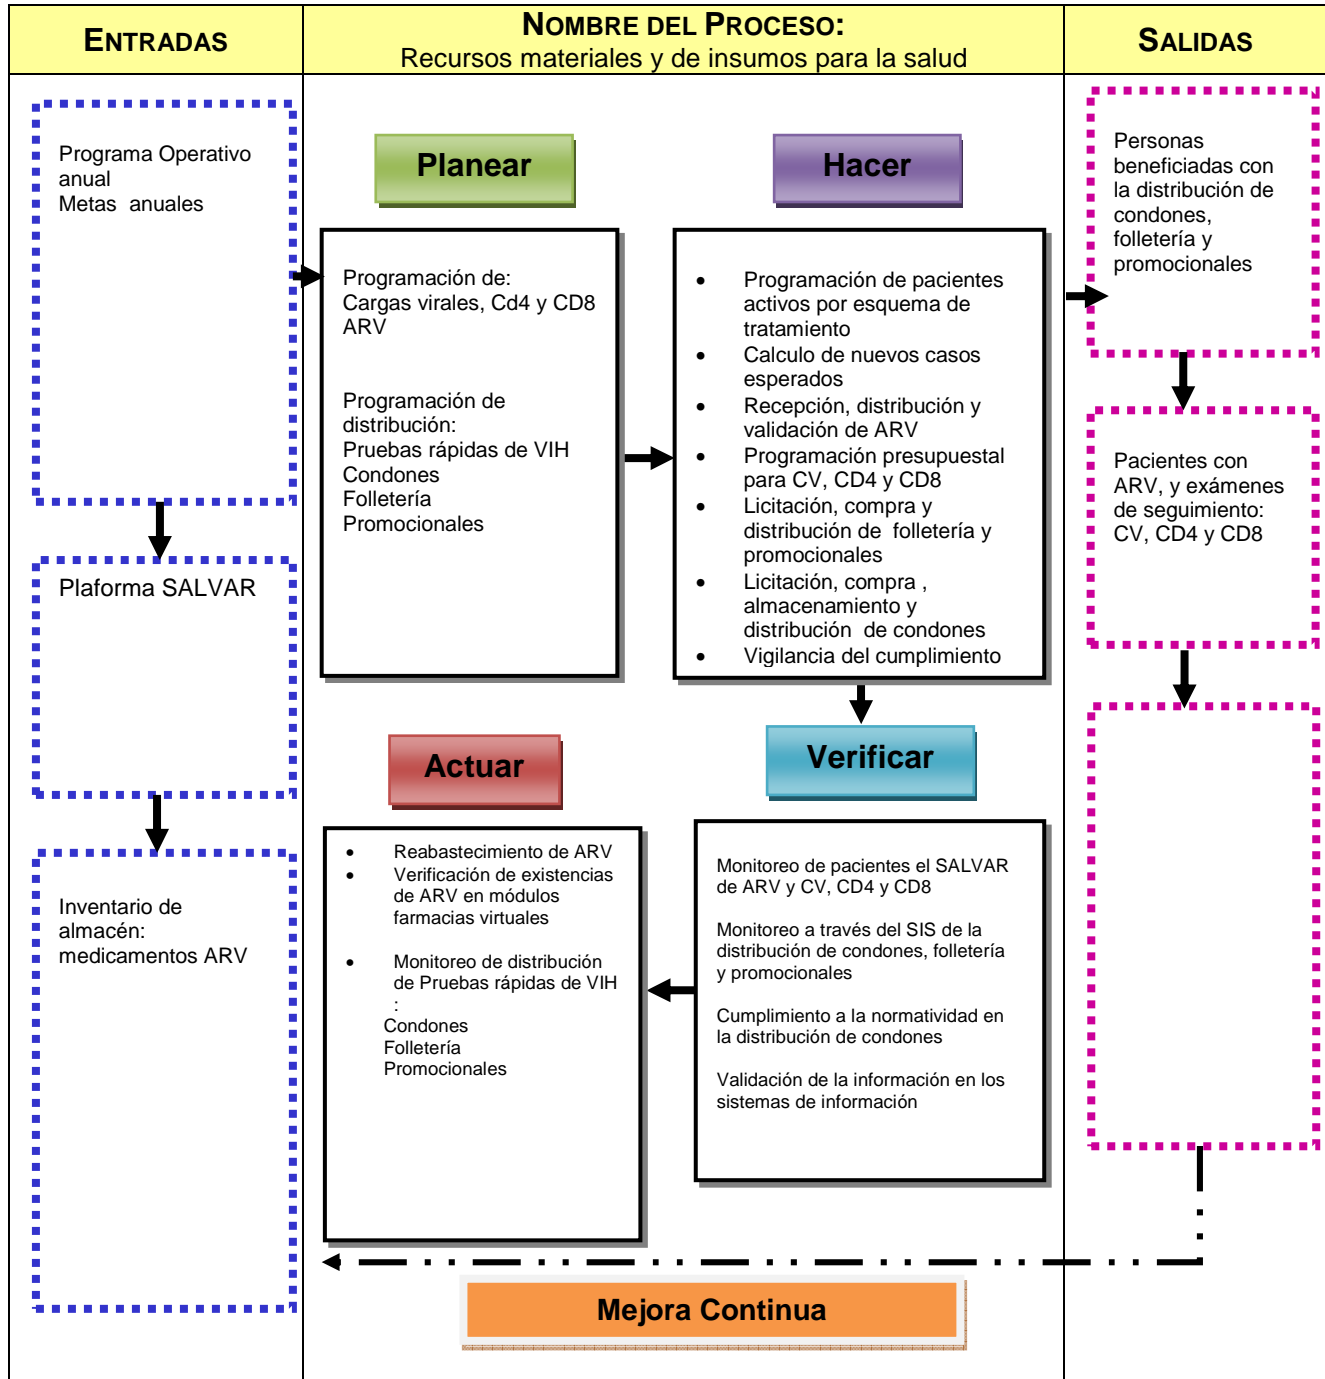 ENTRADAS
NOMBRE DEL PROCESO:
Recursos materiales y de insumos para la salud
SALIDAS
Programa Operativo
anual
Metas anuales
Plaforma SALVAR
Inventario de
almacén:
medicamentos ARV
Planear
Programación de:
Cargas virales, Cd4 y CD8
ARV
Programación de
distribución:
Pruebas rápidas de VIH
Condones
Folletería
Promocionales
Hacer
• Programación de pacientes
activos por esquema de
tratamiento
• Calculo de nuevos casos
esperados
• Recepción, distribución y
validación de ARV
• Programación presupuestal
para CV, CD4 y CD8
• Licitación, compra y
distribución de folletería y
promocionales
• Licitación, compra ,
almacenamiento y
distribución de condones
• Vigilancia del cumplimiento
Actuar
• Reabastecimiento de ARV
• Verificación de existencias
de ARV en módulos
farmacias virtuales
• Monitoreo de distribución
de Pruebas rápidas de VIH
:
Condones
Folletería
Promocionales
Verificar
Monitoreo de pacientes el SALVAR
de ARV y CV, CD4 y CD8
Monitoreo a través del SIS de la
distribución de condones, folletería
y promocionales
Cumplimiento a la normatividad en
la distribución de condones
Validación de la información en los
sistemas de información
Personas
beneficiadas con
la distribución de
condones,
folletería y
promocionales
Pacientes con
ARV, y exámenes
de seguimiento:
CV, CD4 y CD8
Mejora Continua